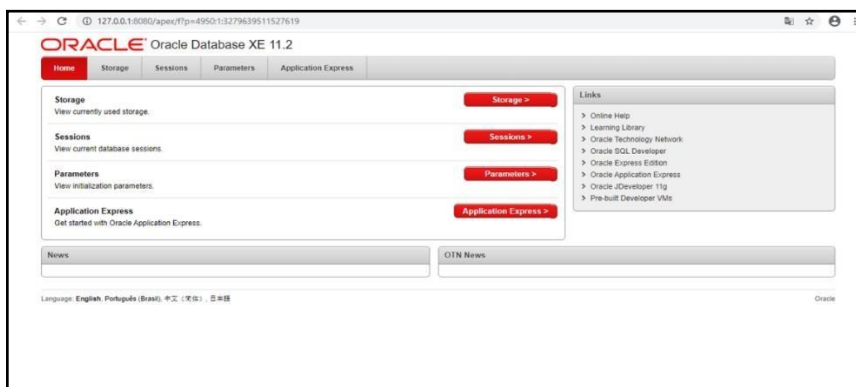 127.0.0.1:8080/apex/f?p=4950:1:3279639511527619
ORACLE Oracle Database XE 11.2
Home Storage Sessions Parameters Application Express
Storage
View currently used storage.
Storage >
Sessions
View current database sessions.
Sessions >
Parameters
View initialization parameters.
Parameters >
Application Express
Get started with Oracle Application Express.
Application Express >
Links
> Online Help
> Learning Library
> Oracle Technology Network
> Oracle SQL Developer
> Oracle Express Edition
> Oracle Application Express
> Oracle JDeveloper 11g
> Pre-built Developer VMs
News
OTN News
Language: English, Português (Brasil), 中文 (简体) , 日本語
Oracle